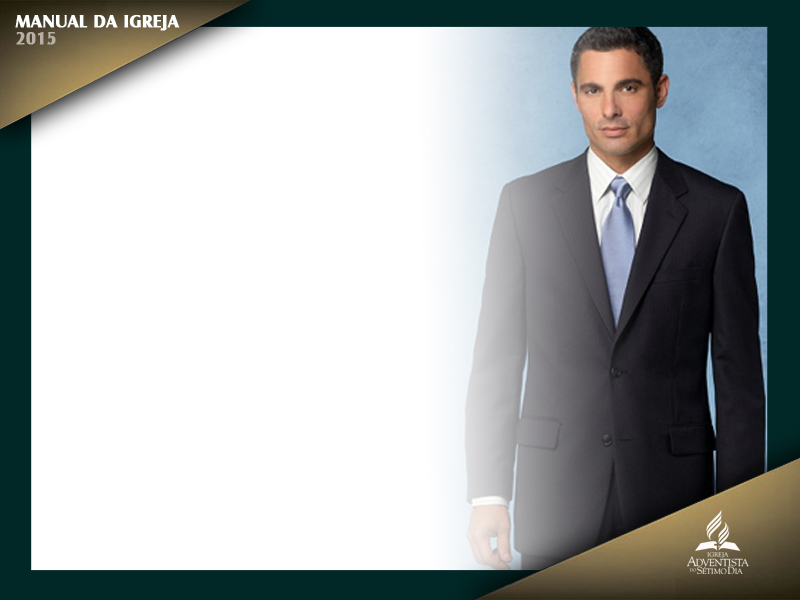 MANUAL DA IGREJA
2015
IGREJA
ADVENTISTA
DO SÉTIMO DIA